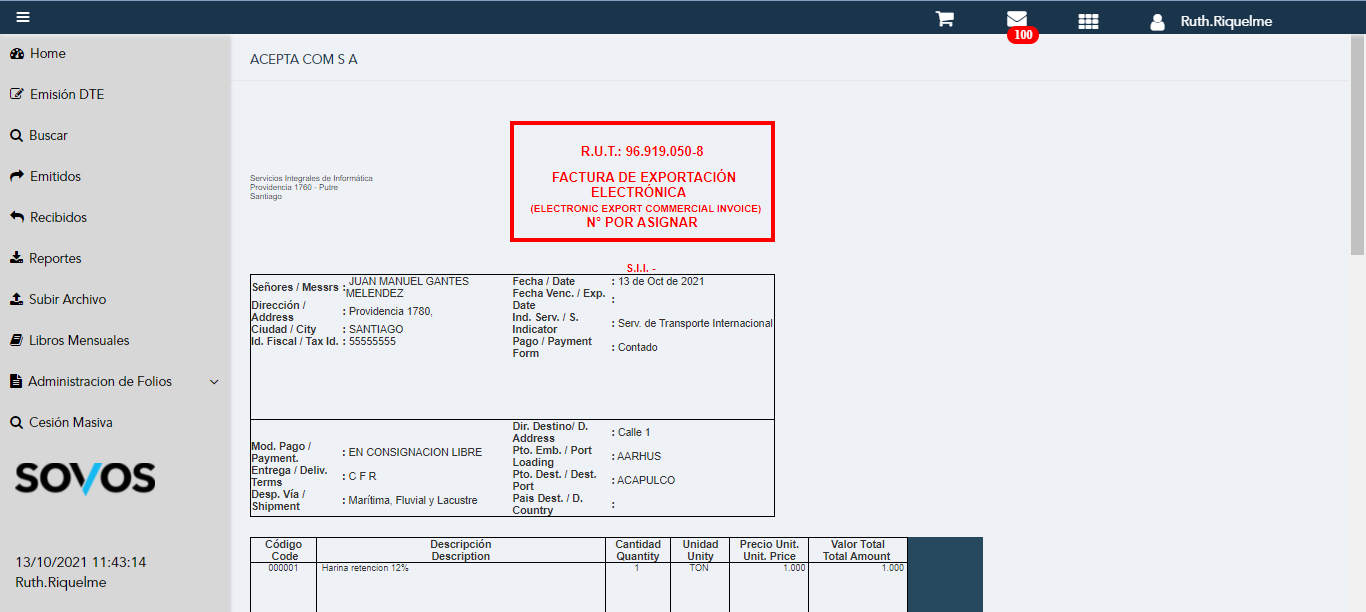 Ruth.Riquelme
100
Home
Emisión DTE
Buscar
Emitidos
Recibidos
Reportes
Subir Archivo
Libros Mensuales
Administracion de Folios
Cesión Masiva
SOVOS
13/10/2021 11:43:14
Ruth.Riquelme
ACEPTA COM S A
Servicios Integrales de Informática
Providencia 1760 - Putre
Santiago
R.U.T.: 96.919.050-8
FACTURA DE EXPORTACIÓN
ELECTRÓNICA
(ELECTRONIC EXPORT COMMERCIAL INVOICE)
N° POR ASIGNAR
S.I.I. -
Señores / Messrs : JUAN MANUEL GANTES
MELENDEZ
Dirección /
Address : Providencia 1780,
Ciudad / City : SANTIAGO
Id. Fiscal / Tax Id. : 55555555
Fecha / Date : 13 de Oct de 2021
Fecha Venc. / Exp.
Date :
Ind. Serv. / S.
Indicator : Serv. de Transporte Internacional
Pago / Payment
Form : Contado
Mod. Pago /
Payment. : EN CONSIGNACION LIBRE
Entrega / Deliv.
Terms : C F R
Desp. Vía /
Shipment : Marítima, Fluvial y Lacustre
Dir. Destino/ D.
Address : Calle 1
Pto. Emb. / Port
Loading : AARHUS
Pto. Dest. / Dest.
Port : ACAPULCO
Pais Dest. / D.
Country :
Código Descripción Cantidad Unidad Precio Unit. Valor Total
Code Description Quantity Unity Unit. Price Total Amount
000001 Harina retencion 12% 1 TON 1.000 1.000